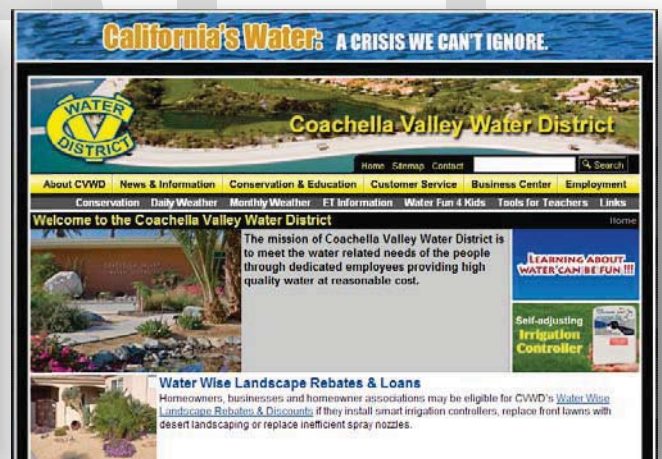 California's Water: A CRISIS WE CAN'T IGNORE.
WATER
CV
DISTRICT
Coachella Valley Water District
Home Sitemap Contact Search
About CVWD News & Information Conservation & Education Customer Service Business Center Employment
Conservation Daily Weather Monthly Weather ET Information Water Fun 4 Kids Tools for Teachers Links
Welcome to the Coachella Valley Water District Home
The mission of Coachella Valley Water District is
to meet the water related needs of the people
through dedicated employees providing high
quality water at reasonable cost.
LEARNING ABOUT
WATER CAN BE FUN !!!
Self-adjusting
Irrigation
Controller
Water Wise Landscape Rebates & Loans
Homeowners, businesses and homeowner associations may be eligible for CVWD's Water Wise
Landscape Rebates & Discounts if they install smart irrigation controllers, replace front lawns with
desert landscaping or replace inefficient spray nozzles.